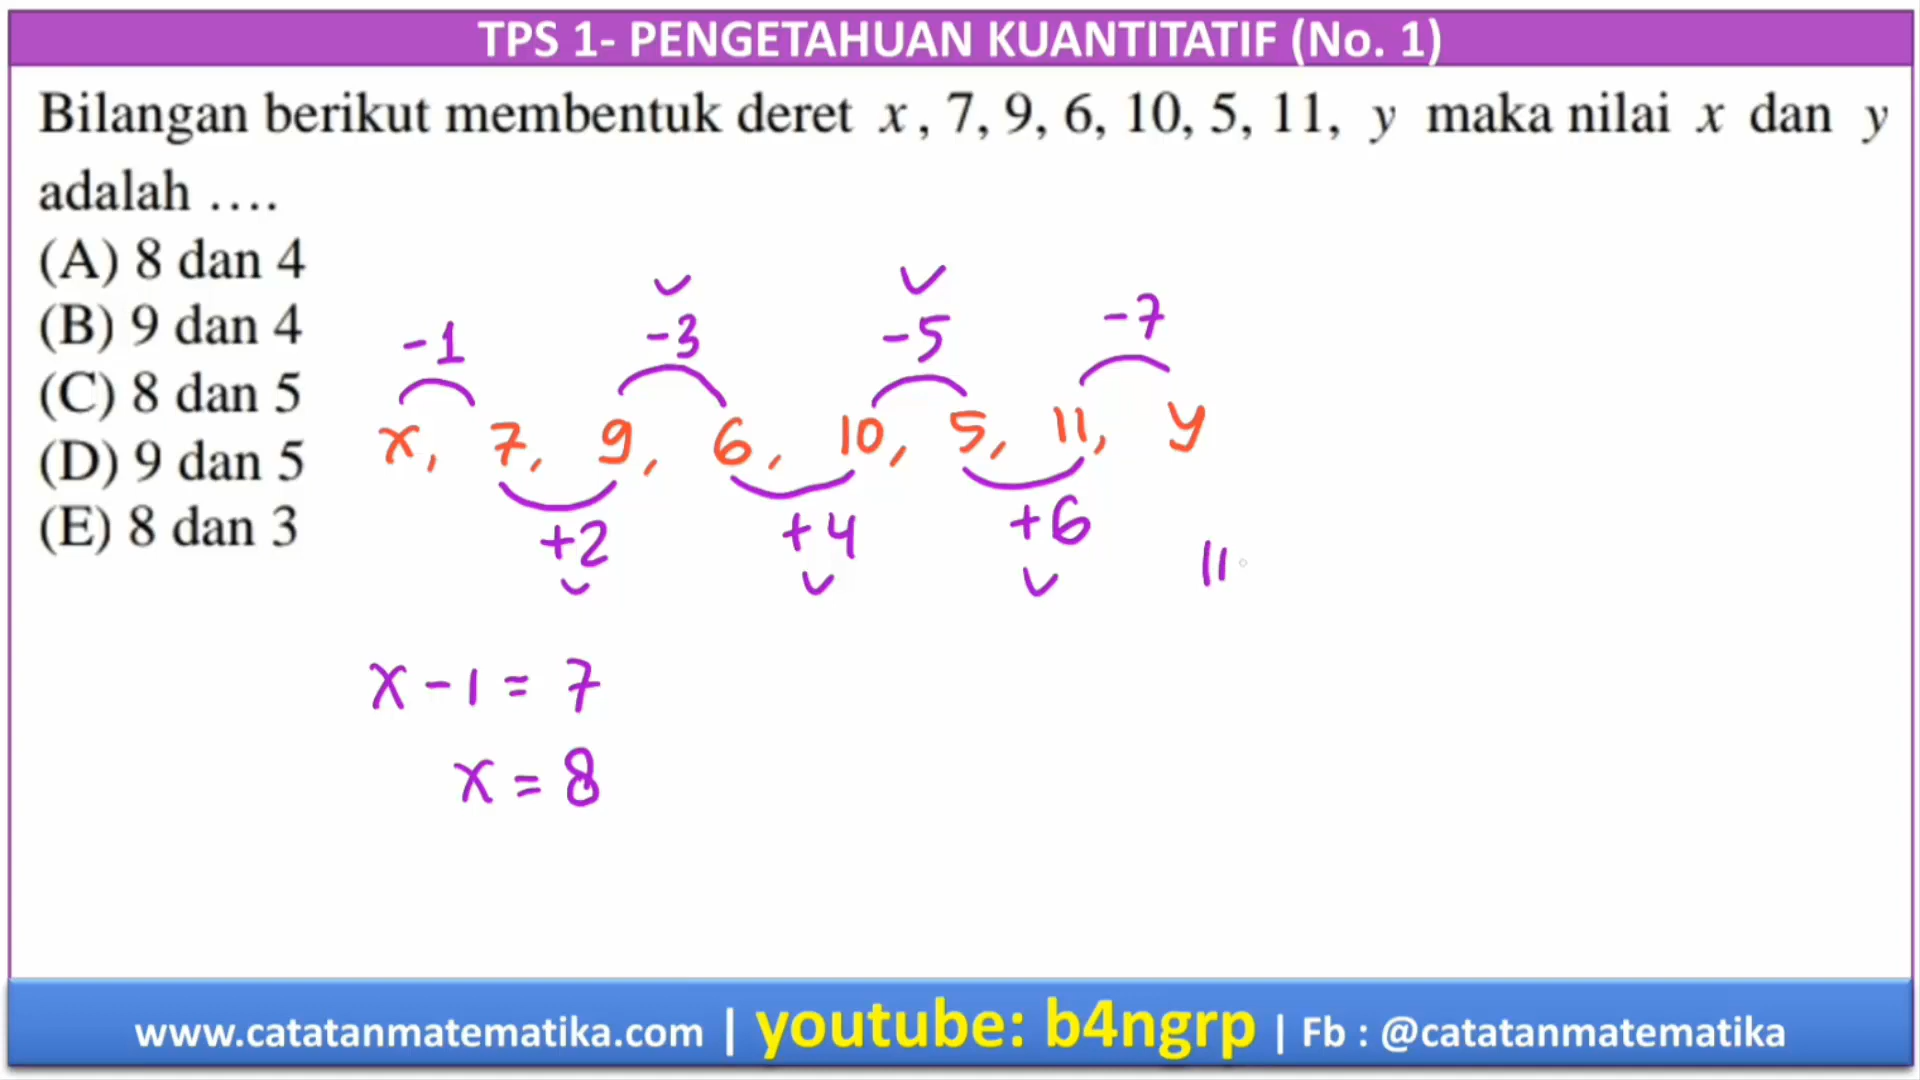 TPS 1- PENGETAHUAN KUANTITATIF (No. 1)
Bilangan berikut membentuk deret x, 7, 9, 6, 10, 5, 11, y maka nilai x dan y
adalah ....
(A) 8 dan 4
(B) 9 dan 4
(C) 8 dan 5
(D) 9 dan 5
(E) 8 dan 3
-1 -3 -5 -7
x, 7, 9, 6, 10, 5, 11, y
+2 +4 +6
11
x - 1 = 7
x = 8
www.catatanmatematika.com | youtube: b4ngrp | Fb : @catatanmatematika